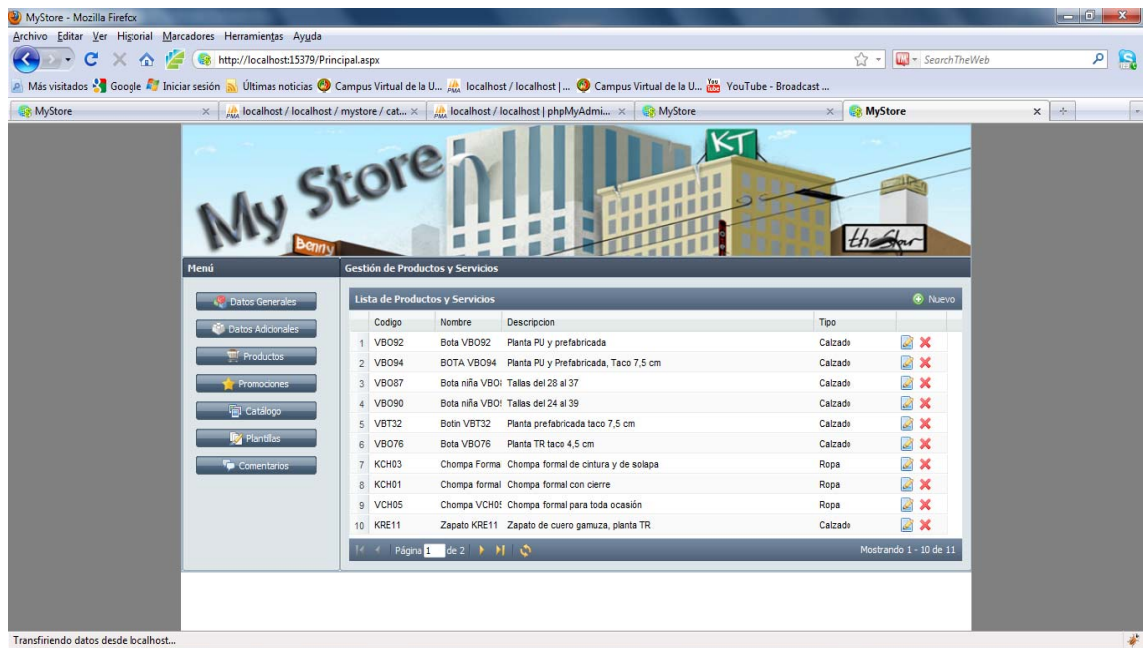 MyStore - Mozilla Firefox
Archivo Editar Ver Historial Marcadores Herramientas Ayuda
http://localhost:15379/Principal.aspx
SearchTheWeb
Más visitados Google Iniciar sesión Últimas noticias Campus Virtual de la U... localhost / localhost | ... Campus Virtual de la U... YouTube - Broadcast ...
MyStore localhost / localhost / mystore / cat... localhost / localhost | phpMyAdmi... MyStore MyStore
My Store
KT
Benny
the Star
Menú
Gestión de Productos y Servicios
Datos Generales
Datos Adicionales
Productos
Promociones
Catálogo
Plantillas
Comentarios
Lista de Productos y Servicios Nuevo
Codigo Nombre Descripcion Tipo
1 VBO92 Bota VBO92 Planta PU y prefabricada Calzado
2 VBO94 BOTA VBO94 Planta PU y Prefabricada, Taco 7,5 cm Calzado
3 VBO87 Bota niña VBO Tallas del 28 al 37 Calzado
4 VBO90 Bota niña VBO Tallas del 24 al 39 Calzado
5 VBT32 Botin VBT32 Planta prefabricada taco 7,5 cm Calzado
6 VBO76 Bota VBO76 Planta TR taco 4,5 cm Calzado
7 KCH03 Chompa Forma Chompa formal de cintura y de solapa Ropa
8 KCH01 Chompa formal Chompa formal con cierre Ropa
9 VCH05 Chompa VCH05 Chompa formal para toda ocasión Ropa
10 KRE11 Zapato KRE11 Zapato de cuero gamuza, planta TR Calzado
Página 1 de 2 Mostrando 1 - 10 de 11
Transfiriendo datos desde localhost...